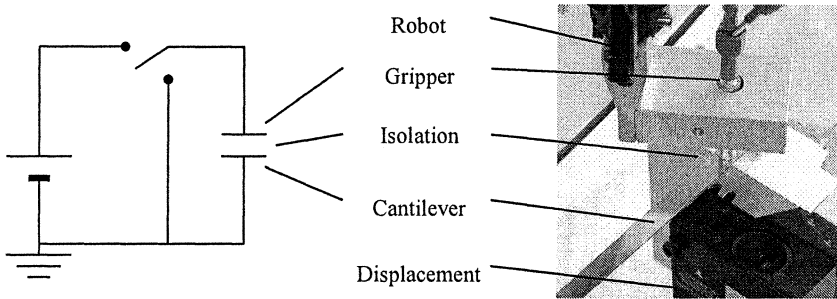 Robot
Gripper
Isolation
Cantilever
Displacement